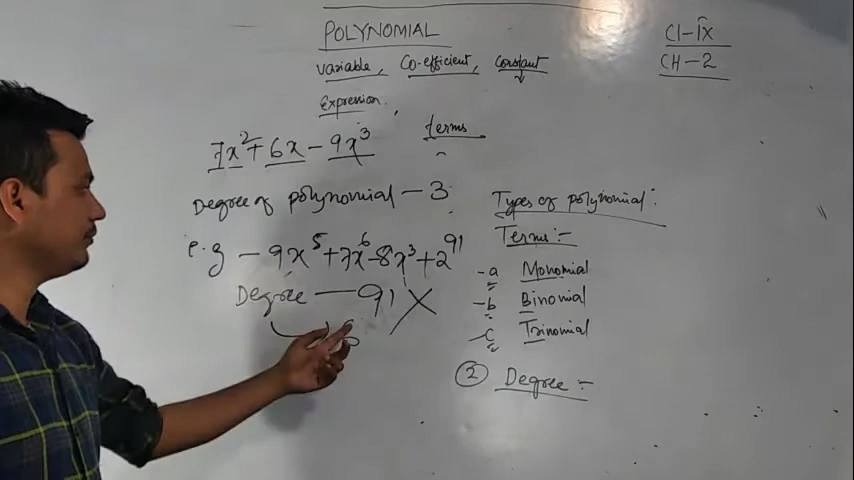 POLYNOMIAL
Cl-IX
CH-2
Variable, Co-efficient, Constant
Expression,
terms
7x²+ 6x - 9x³
Degree of polynomial - 3
e.g - 9x⁵+7x⁶-8x³+2⁹¹
Degree - 91 X
Types of polynomial:
Terms:-
-a Monomial
-b Binomial
-c Trinomial
② Degree:-